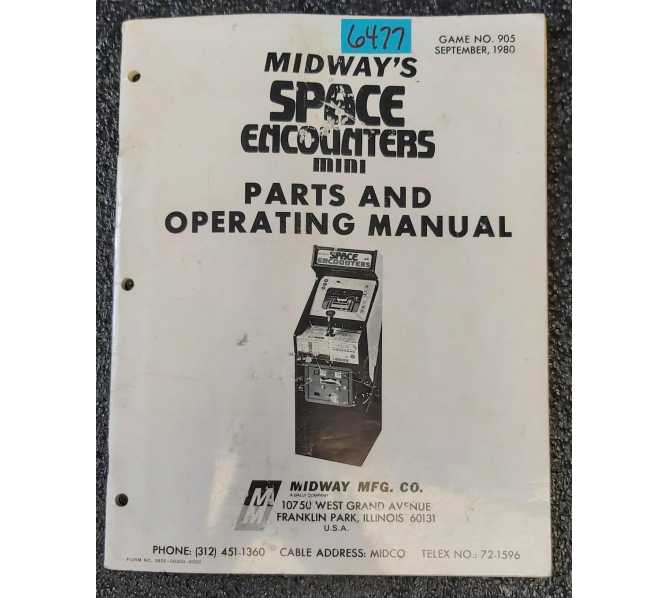 6477
GAME NO. 905
SEPTEMBER, 1980
MIDWAY'S
SPACE
ENCOUNTERS
mini
PARTS AND
OPERATING MANUAL
SPACE
ENCOUNTERS
MIDWAY MFG. CO.
A BALLY COMPANY
10750 WEST GRAND AVENUE
FRANKLIN PARK, ILLINOIS 60131
U.S.A.
PHONE: (312) 451-1360 CABLE ADDRESS: MIDCO TELEX NO.: 72-1596
FORM NO.